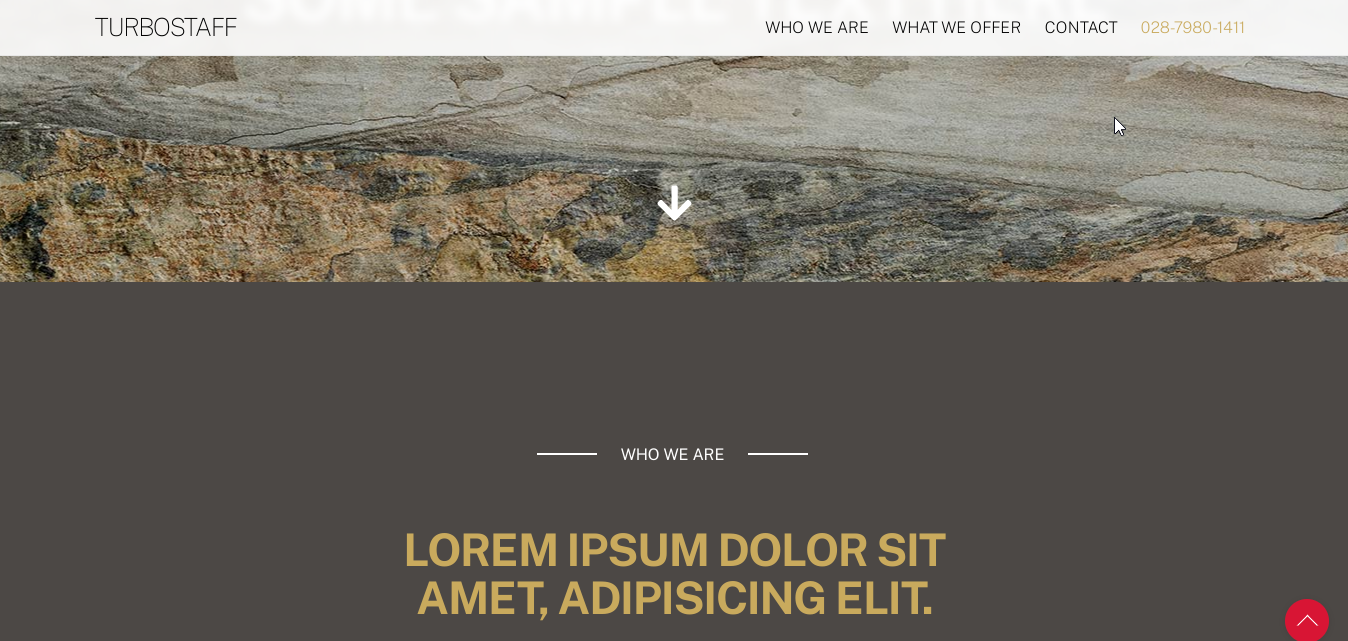 TURBOSTAFF
WHO WE ARE WHAT WE OFFER CONTACT 028-7980-1411
WHO WE ARE
LOREM IPSUM DOLOR SIT
AMET, ADIPISICING ELIT.